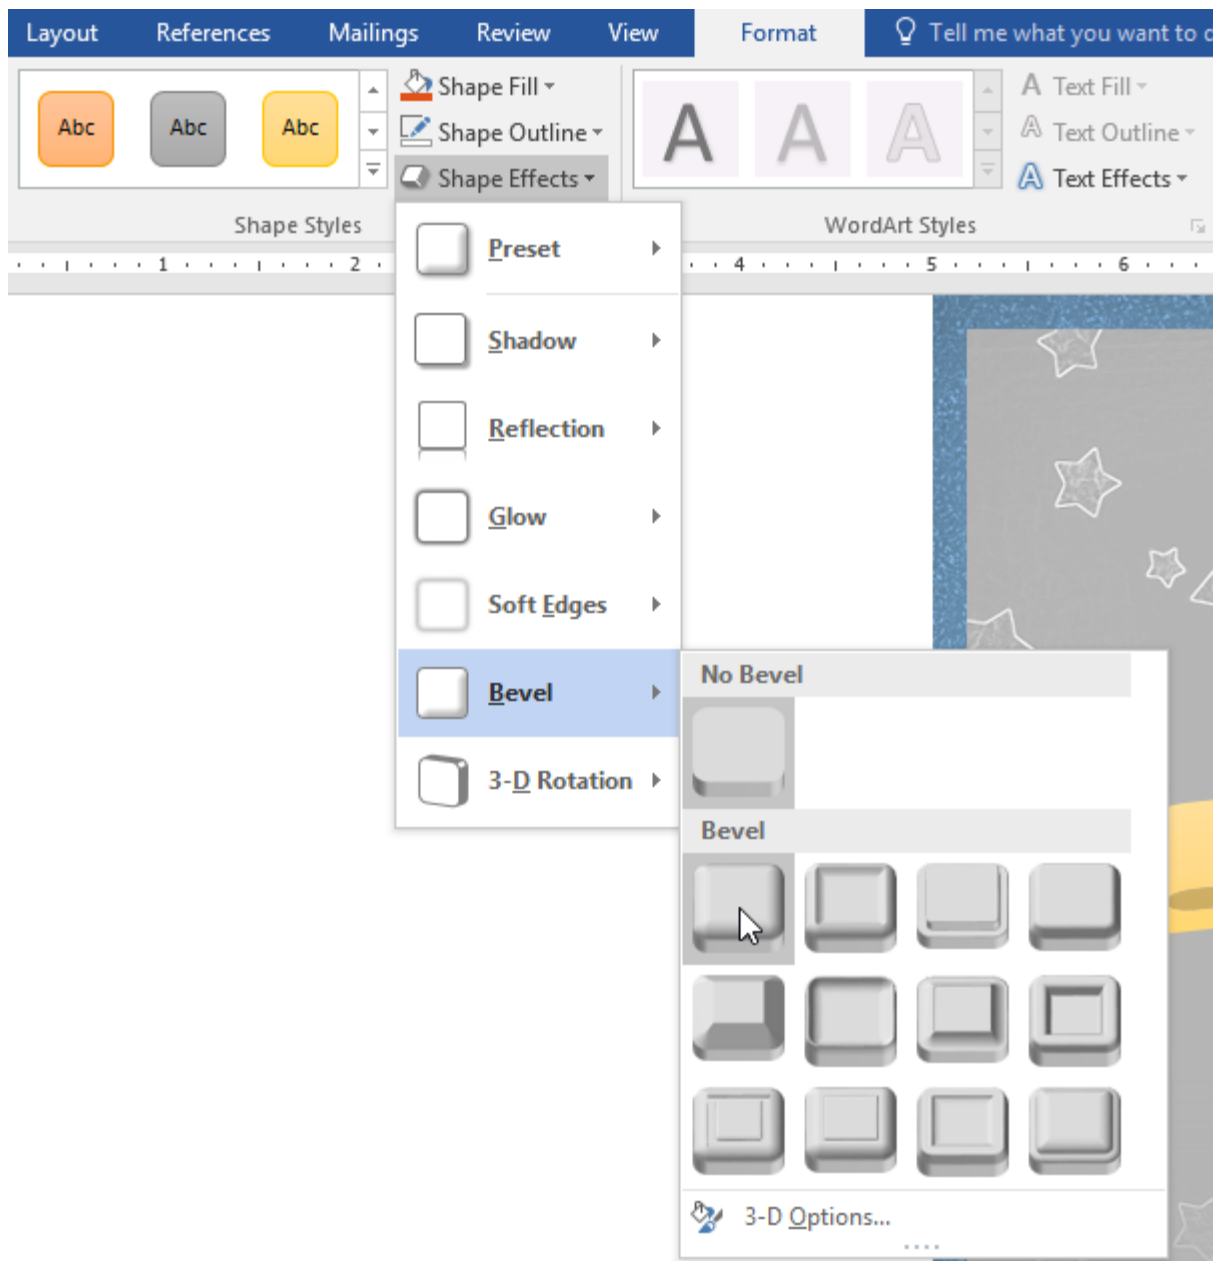 Layout References Mailings Review View Format Tell me what you want to
Abc Abc Abc
Shape Fill
Shape Outline
Shape Effects
A A A
Text Fill
Text Outline
Text Effects
Shape Styles
WordArt Styles
1 2 4 5 6
Preset
Shadow
Reflection
Glow
Soft Edges
Bevel
3-D Rotation
No Bevel
Bevel
3-D Options...